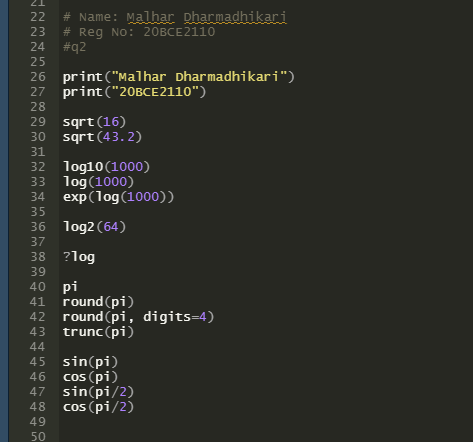 21
22 # Name: Malhar Dharmadhikari
23 # Reg No: 20BCE2110
24 #q2
25
26 print("Malhar Dharmadhikari")
27 print("20BCE2110")
28
29 sqrt(16)
30 sqrt(43.2)
31
32 log10(1000)
33 log(1000)
34 exp(log(1000))
35
36 log2(64)
37
38 ?log
39
40 pi
41 round(pi)
42 round(pi, digits=4)
43 trunc(pi)
44
45 sin(pi)
46 cos(pi)
47 sin(pi/2)
48 cos(pi/2)
49
50